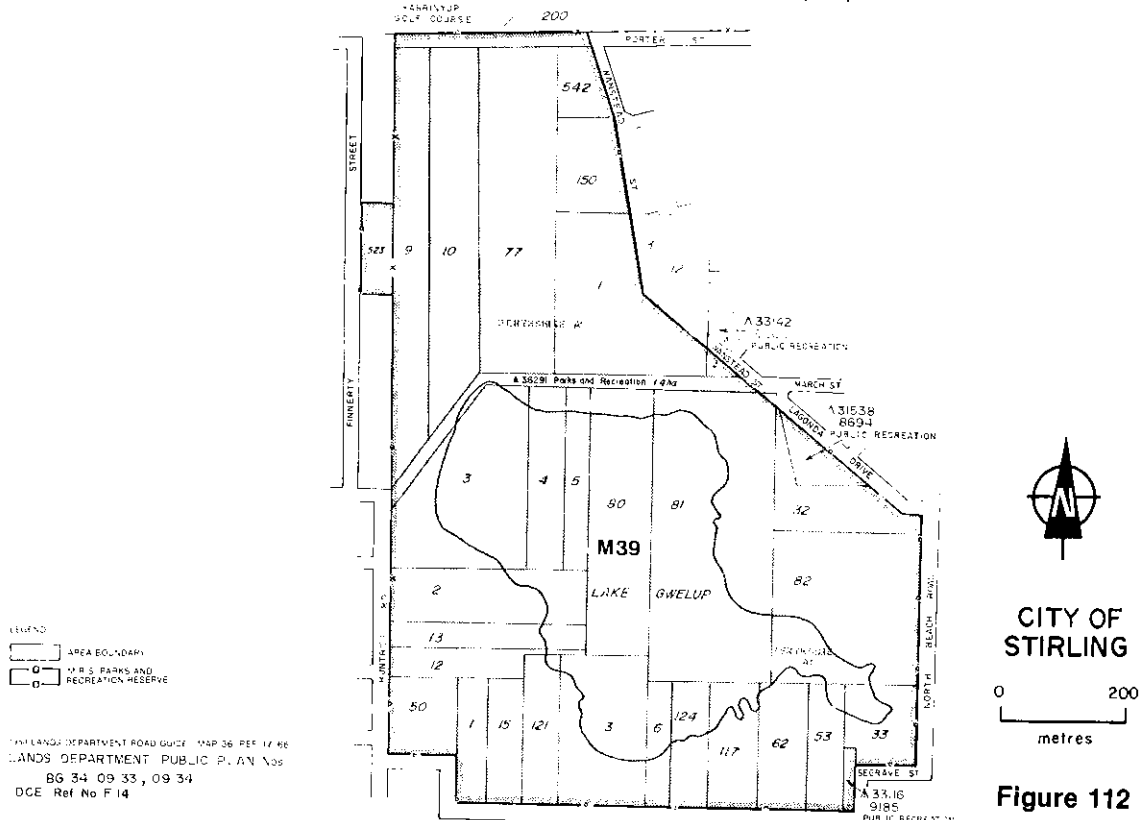 GOLF COURSE
200
PORTER ST
542
150
ST
STREET
523
9
10
77
1
12
A 33142
PUBLIC RECREATION
A 36291 Parks and Recreation 1·4ha
MARCH ST
A 31538
8694
PUBLIC RECREATION
LAGONDA
DRIVE
FINNERTY
3
4
5
80
81
32
M39
2
LAKE GWELUP
82
13
12
50
1
15
121
3
6
124
117
62
53
33
NORTH BEACH ROAD
SEGRAVE ST
9185
N
CITY OF
STIRLING
0 200
metres
Figure 112
LEGEND
AREA BOUNDARY
M.R.S. PARKS AND
RECREATION RESERVE
LANDS DEPARTMENT PUBLIC PLAN Nos
BG 34 09 33, 09 34
DCE Ref No F 14